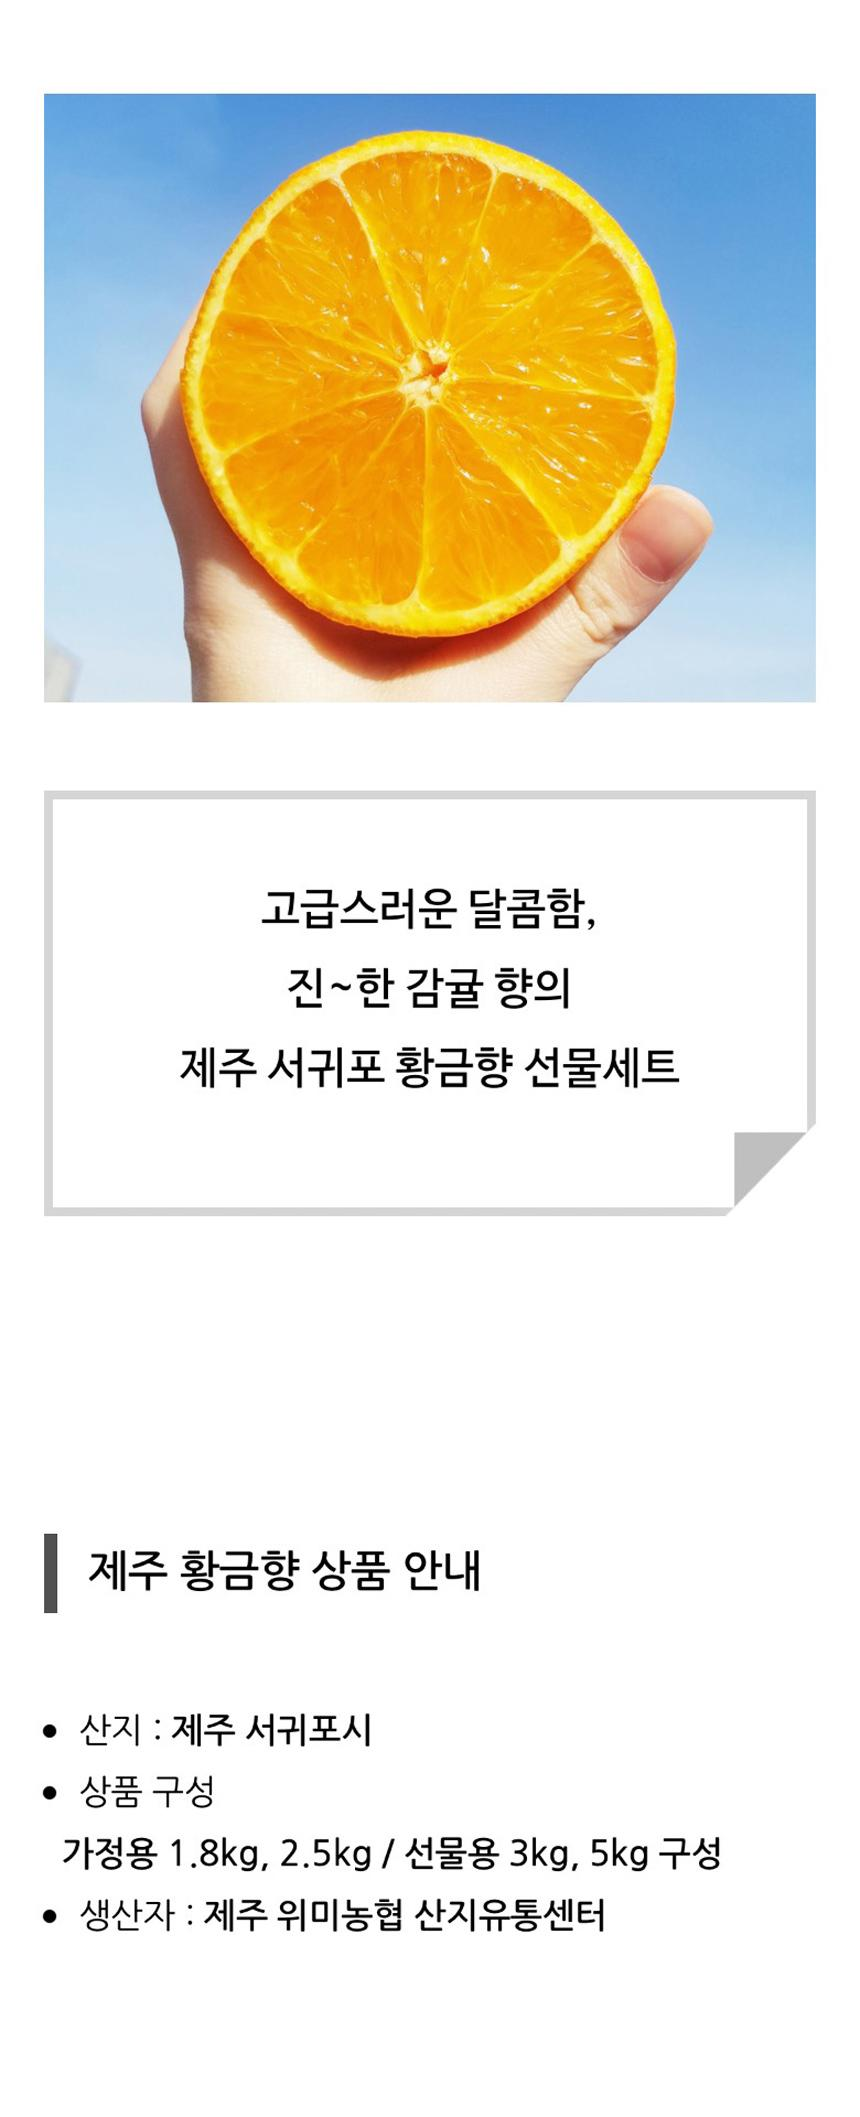 고급스러운 달콤함,
진~한 감귤 향의
제주 서귀포 황금향 선물세트
제주 황금향 상품 안내
• 산지 : 제주 서귀포시
• 상품 구성
가정용 1.8kg, 2.5kg / 선물용 3kg, 5kg 구성
• 생산자 : 제주 위미농협 산지유통센터